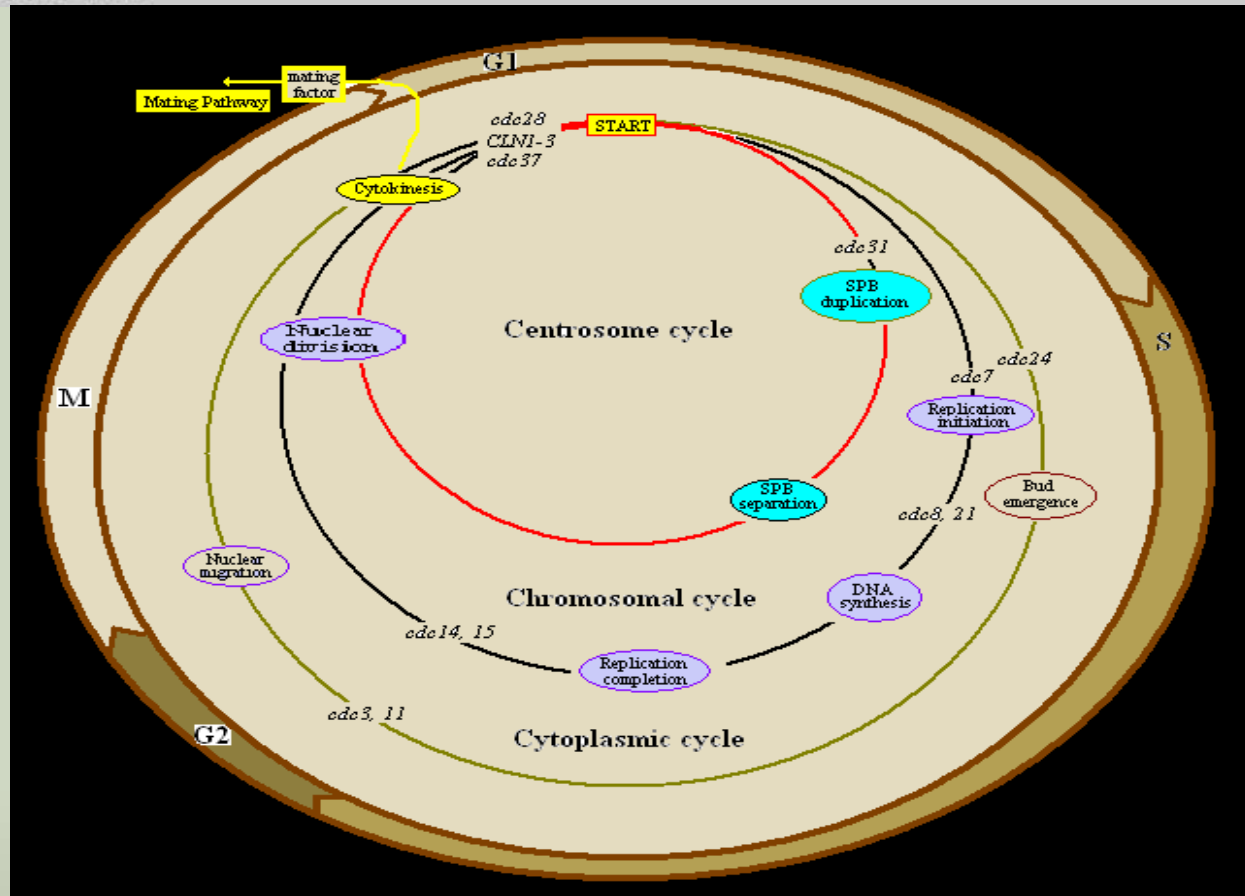 G1
mating
factor
Mating Pathway
cdc28
CLN1-3
cdc37
START
Cytokinesis
cdc31
SPB
duplication
Nuclear
division
Centrosome cycle
S
cdc24
cdc7
M
Replication
initiation
SPB
separation
Bud
emergence
cdc8, 21
Nuclear
migration
DNA
synthesis
Chromosomal cycle
cdc14, 15
Replication
completion
cdc3, 11
G2
Cytoplasmic cycle